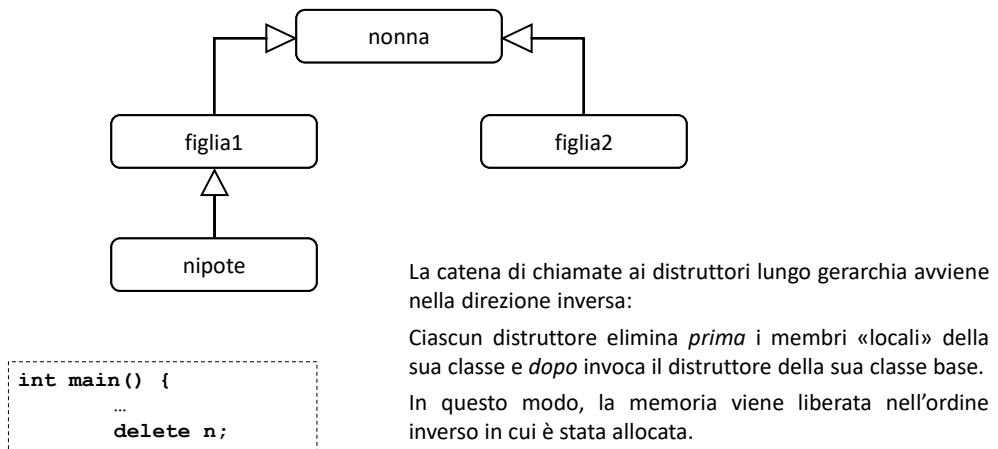 nonna
figlia1
figlia2
nipote
La catena di chiamate ai distruttori lungo gerarchia avviene
nella direzione inversa:
Ciascun distruttore elimina prima i membri «locali» della
sua classe e dopo invoca il distruttore della sua classe base.
In questo modo, la memoria viene liberata nell’ordine
inverso in cui è stata allocata.
int main() {
…
delete n;